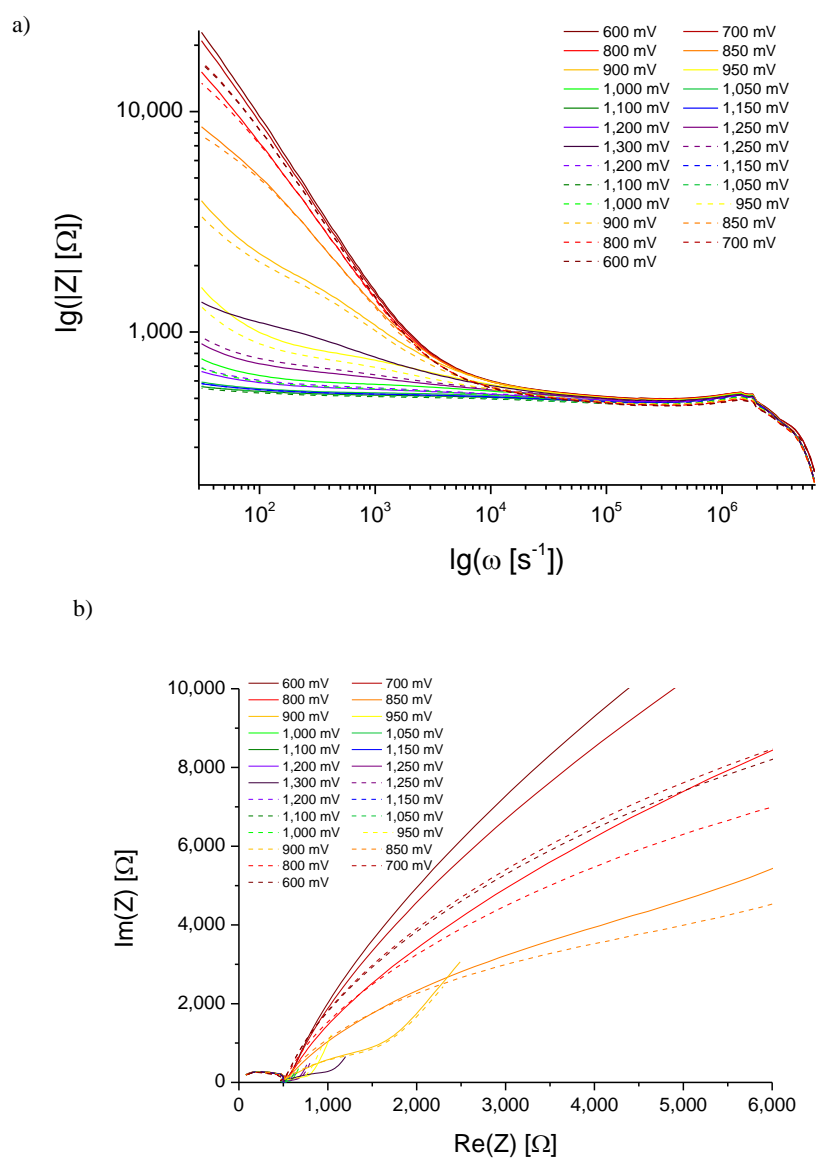 a)
600 mV 700 mV
800 mV 850 mV
900 mV 950 mV
1,000 mV 1,050 mV
1,100 mV 1,150 mV
1,200 mV 1,250 mV
1,300 mV 1,250 mV
1,200 mV 1,150 mV
1,100 mV 1,050 mV
1,000 mV 950 mV
900 mV 850 mV
800 mV 700 mV
600 mV
10,000
1,000
lg(|Z| [Ω])
10² 10³ 10⁴ 10⁵ 10⁶
lg(ω [s⁻¹])
b)
600 mV 700 mV
800 mV 850 mV
900 mV 950 mV
1,000 mV 1,050 mV
1,100 mV 1,150 mV
1,200 mV 1,250 mV
1,300 mV 1,250 mV
1,200 mV 1,150 mV
1,100 mV 1,050 mV
1,000 mV 950 mV
900 mV 850 mV
800 mV 700 mV
600 mV
10,000
8,000
6,000
4,000
2,000
0
Im(Z) [Ω]
0 1,000 2,000 3,000 4,000 5,000 6,000
Re(Z) [Ω]